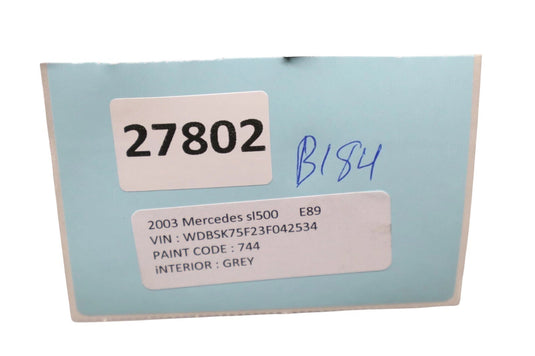 27802
B184
2003 Mercedes sl500 E89
VIN : WDBSK75F23F042534
PAINT CODE : 744
iNTERIOR : GREY